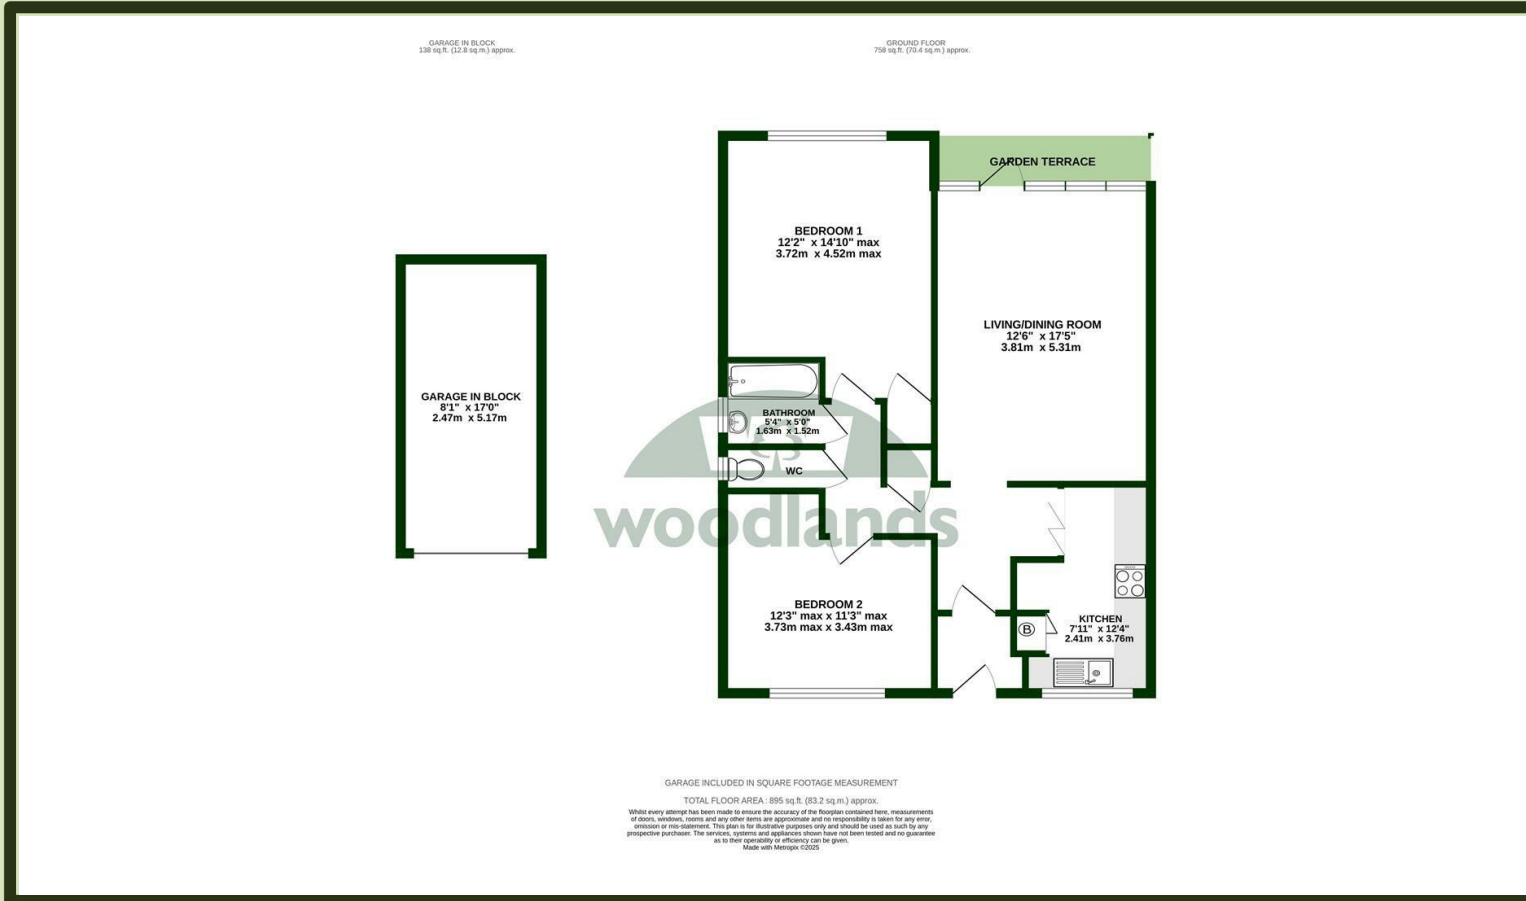 GARAGE IN BLOCK
138 sq.ft. (12.8 sq.m.) approx.
GROUND FLOOR
758 sq.ft. (70.4 sq.m.) approx.
GARDEN TERRACE
BEDROOM 1
12'2" x 14'10" max
3.72m x 4.52m max
LIVING/DINING ROOM
12'6" x 17'5"
3.81m x 5.31m
GARAGE IN BLOCK
8'1" x 17'0"
2.47m x 5.17m
BATHROOM
5'4" x 5'0"
1.63m x 1.52m
WC
woodlands
BEDROOM 2
12'3" max x 11'3" max
3.73m max x 3.43m max
B
KITCHEN
7'11" x 12'4"
2.41m x 3.76m
GARAGE INCLUDED IN SQUARE FOOTAGE MEASUREMENT
TOTAL FLOOR AREA : 895 sq.ft. (83.2 sq.m.) approx.
Whilst every attempt has been made to ensure the accuracy of the floorplan contained here, measurements
of doors, windows, rooms and any other items are approximate and no responsibility is taken for any error,
omission or mis-statement. This plan is for illustrative purposes only and should be used as such by any
prospective purchaser. The services, systems and appliances shown have not been tested and no guarantee
as to their operability or efficiency can be given.
Made with Metropix ©2025